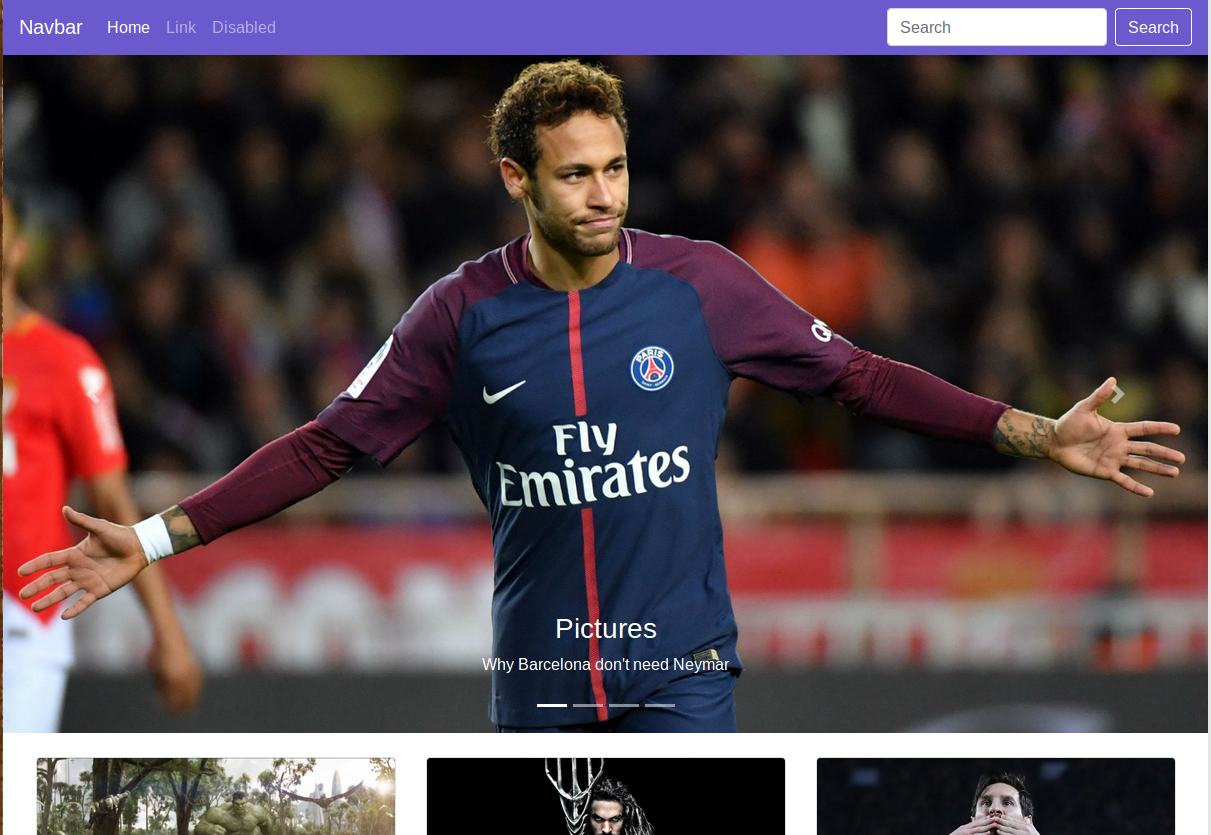 Navbar Home Link Disabled Search Search
PARIS
Fly
Emirates
Pictures
Why Barcelona don't need Neymar